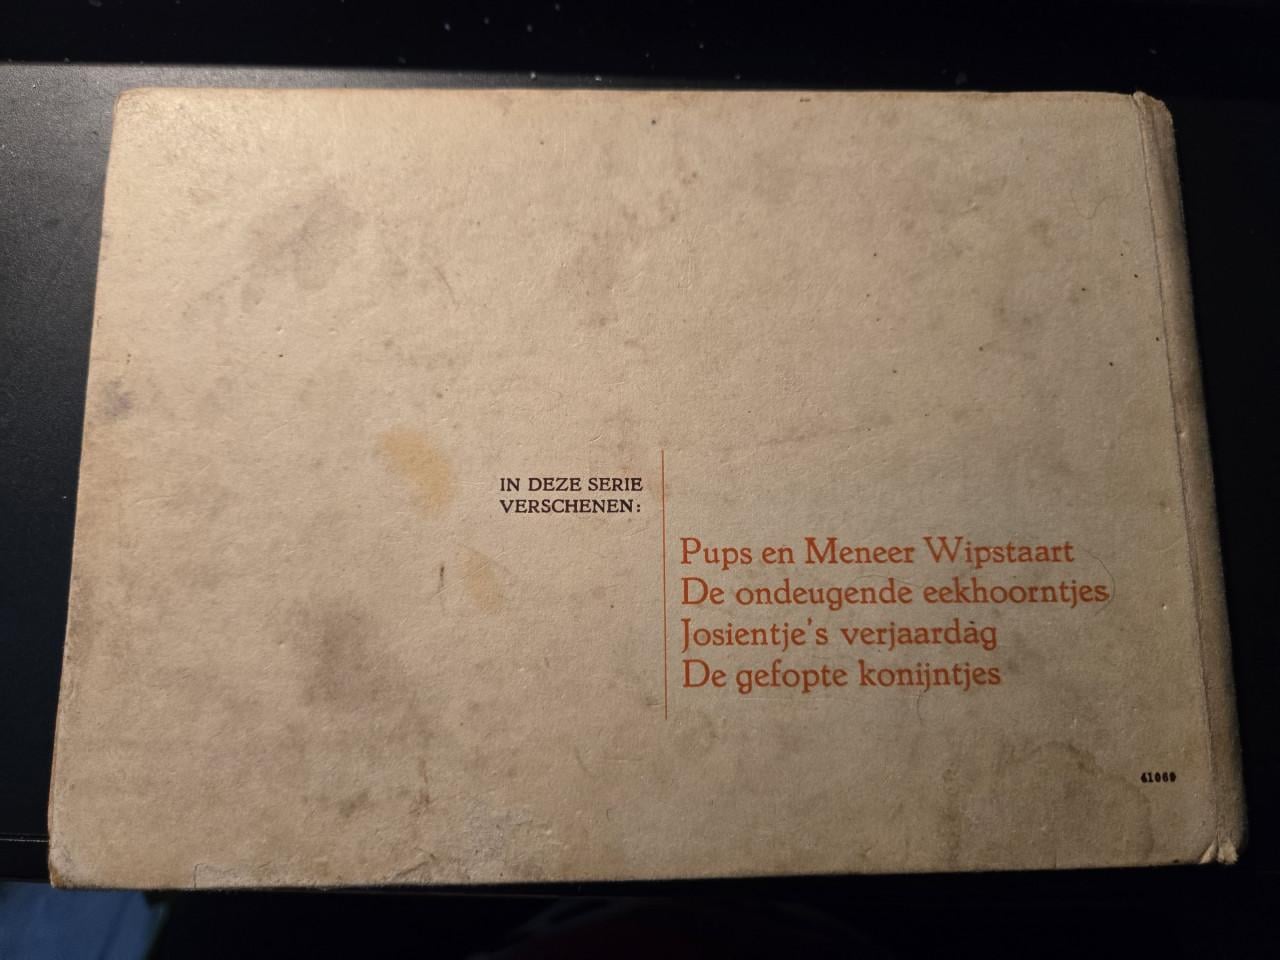 IN DEZE SERIE
VERSCHENEN:
Pups en Meneer Wipstaart
De ondeugende eekhoorntjes
Josientje's verjaardag
De gefopte konijntjes
41069